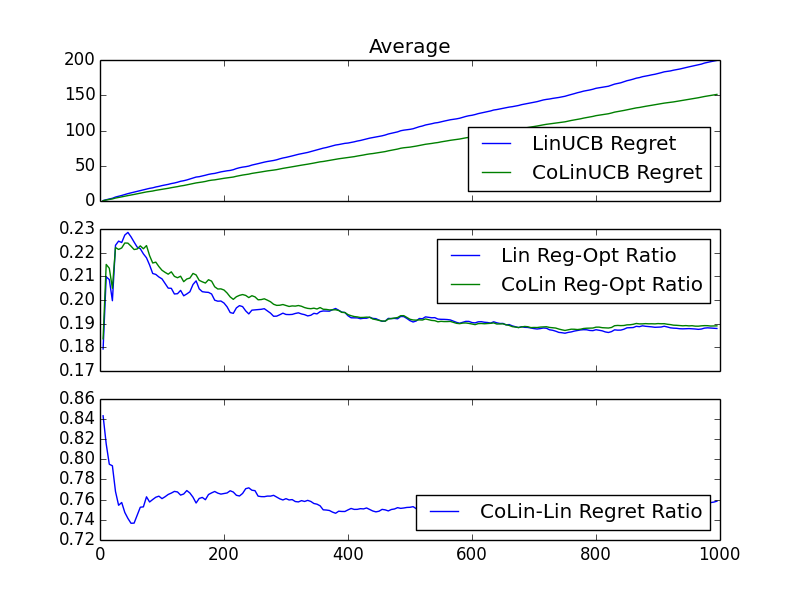 Average
200
150
100
50
0
LinUCB Regret
CoLinUCB Regret
0.23
0.22
0.21
0.20
0.19
0.18
0.17
Lin Reg-Opt Ratio
CoLin Reg-Opt Ratio
0.86
0.84
0.82
0.80
0.78
0.76
0.74
0.72
CoLin-Lin Regret Ratio
0 200 400 600 800 1000